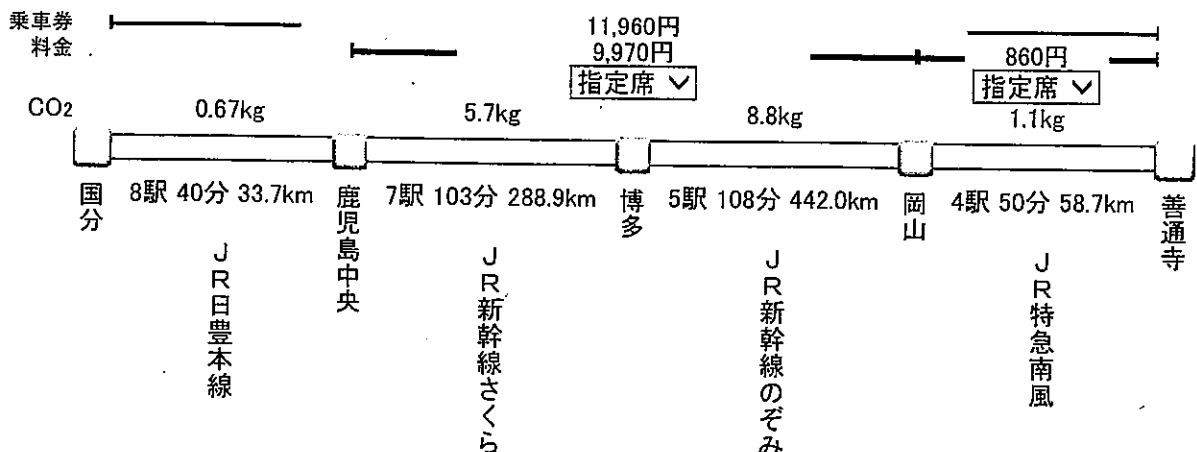 乗車券
11,960円
料金
9,970円
860円
指定席
指定席
CO2
0.67kg
5.7kg
8.8kg
1.1kg
国分
8駅 40分 33.7km
鹿児島中央
7駅 103分 288.9km
博多
5駅 108分 442.0km
岡山
4駅 50分 58.7km
善通寺
JR日豊本線
JR新幹線さくら
JR新幹線のぞみ
JR特急南風